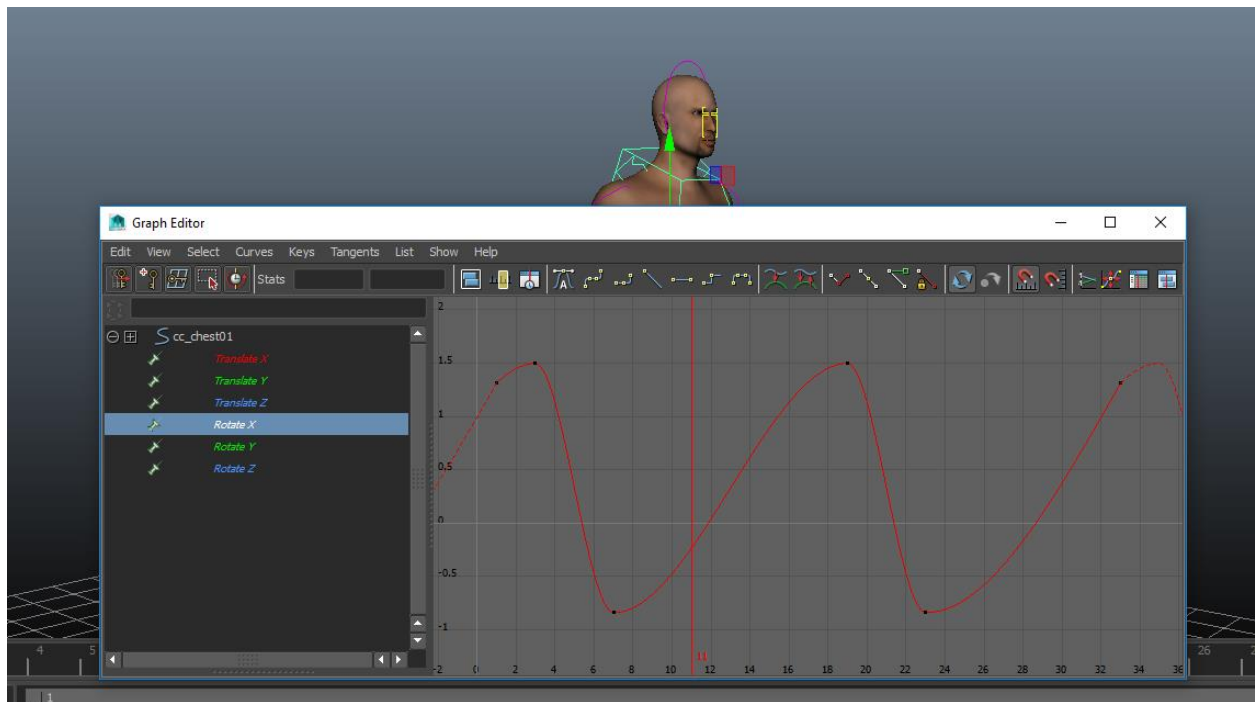 Graph Editor
Edit View Select Curves Keys Tangents List Show Help
Stats
cc_chest01
Translate X
Translate Y
Translate Z
Rotate X
Rotate Y
Rotate Z
2
1.5
1
0.5
0
-0.5
-1
11
-2 0 2 4 6 8 10 12 14 16 18 20 22 24 26 28 30 32 34 36
4 5 26 2
1